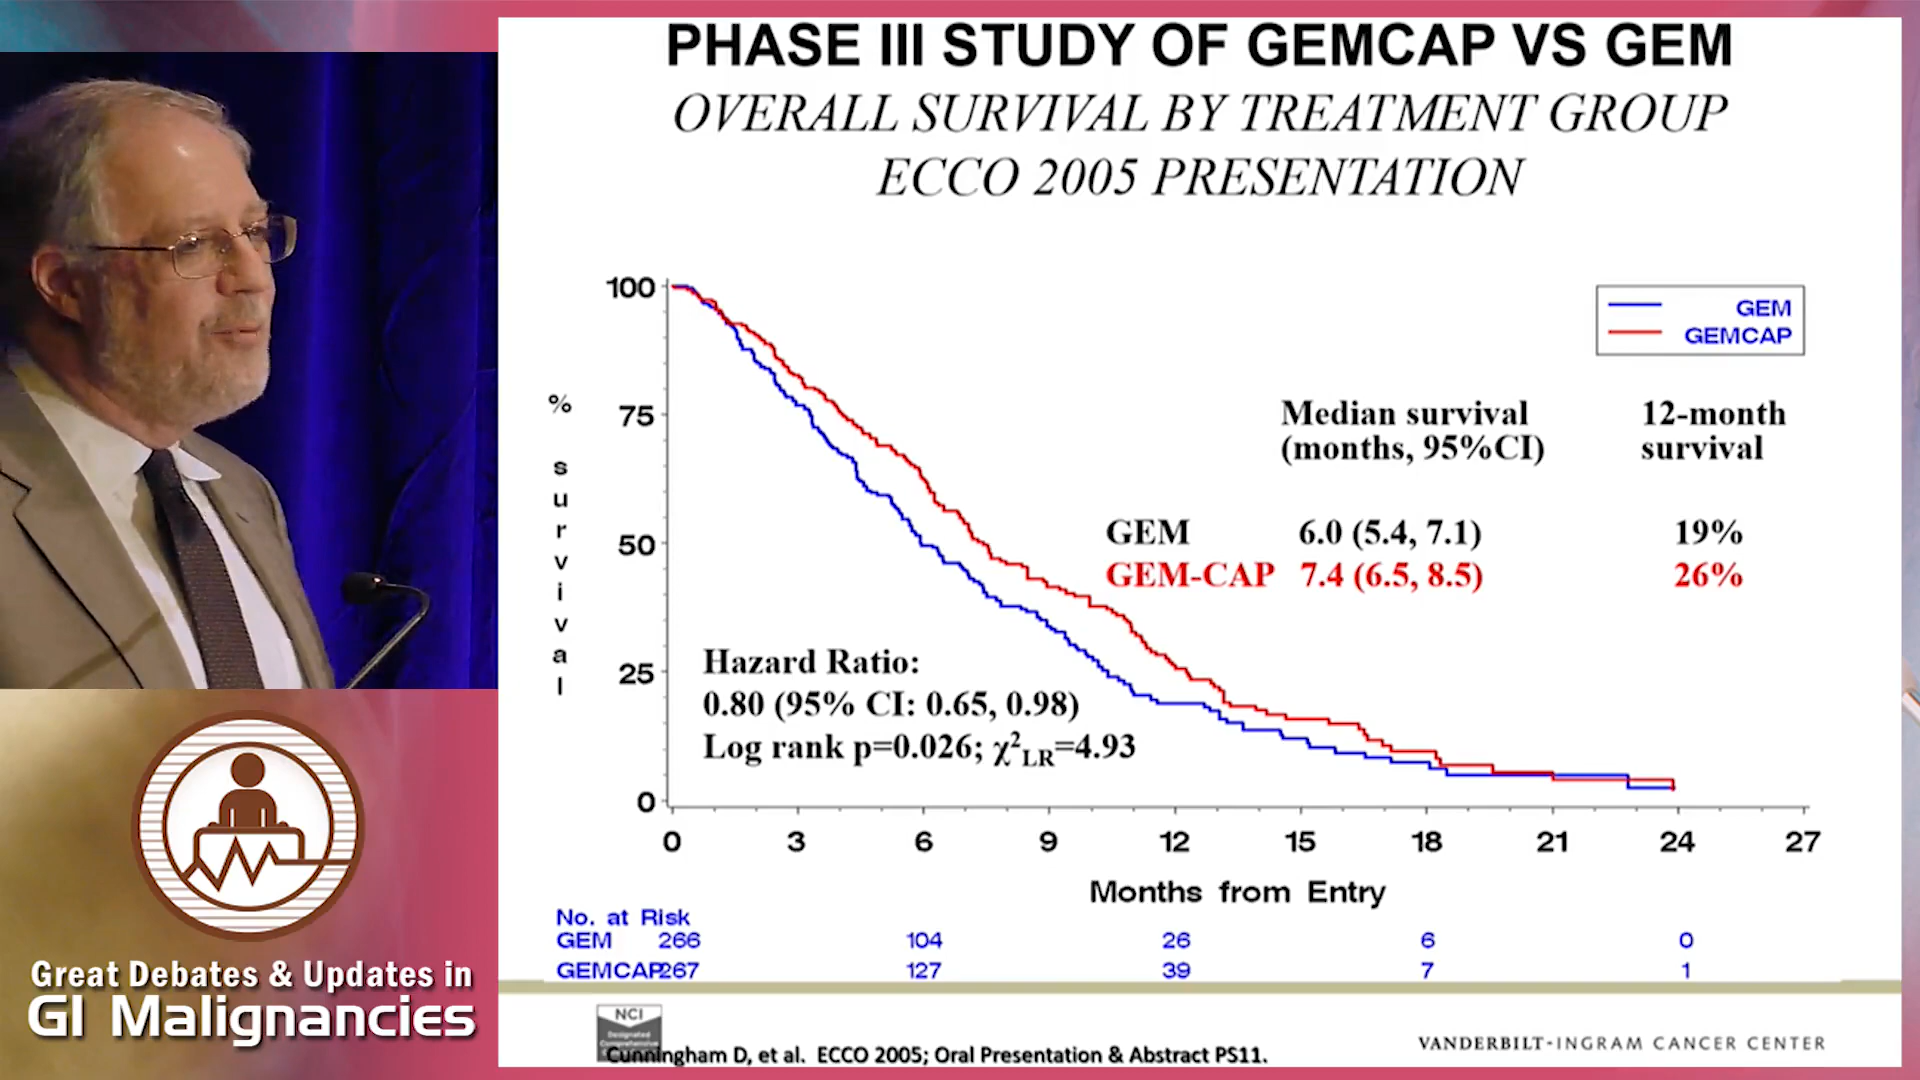 PHASE III STUDY OF GEMCAP VS GEM
OVERALL SURVIVAL BY TREATMENT GROUP
ECCO 2005 PRESENTATION
100
75
50
25
0
% survival
GEM
GEMCAP
Median survival (months, 95%CI)
12-month survival
GEM 6.0 (5.4, 7.1) 19%
GEM-CAP 7.4 (6.5, 8.5) 26%
Hazard Ratio:
0.80 (95% CI: 0.65, 0.98)
Log rank p=0.026; χ²LR=4.93
0 3 6 9 12 15 18 21 24 27
Months from Entry
No. at Risk
GEM 266 104 26 6 0
GEMCAP267 127 39 7 1
NCI
Designated
Comprehensive
Cunningham D, et al. ECCO 2005; Oral Presentation & Abstract PS11.
VANDERBILT-INGRAM CANCER CENTER
Great Debates & Updates in
GI Malignancies